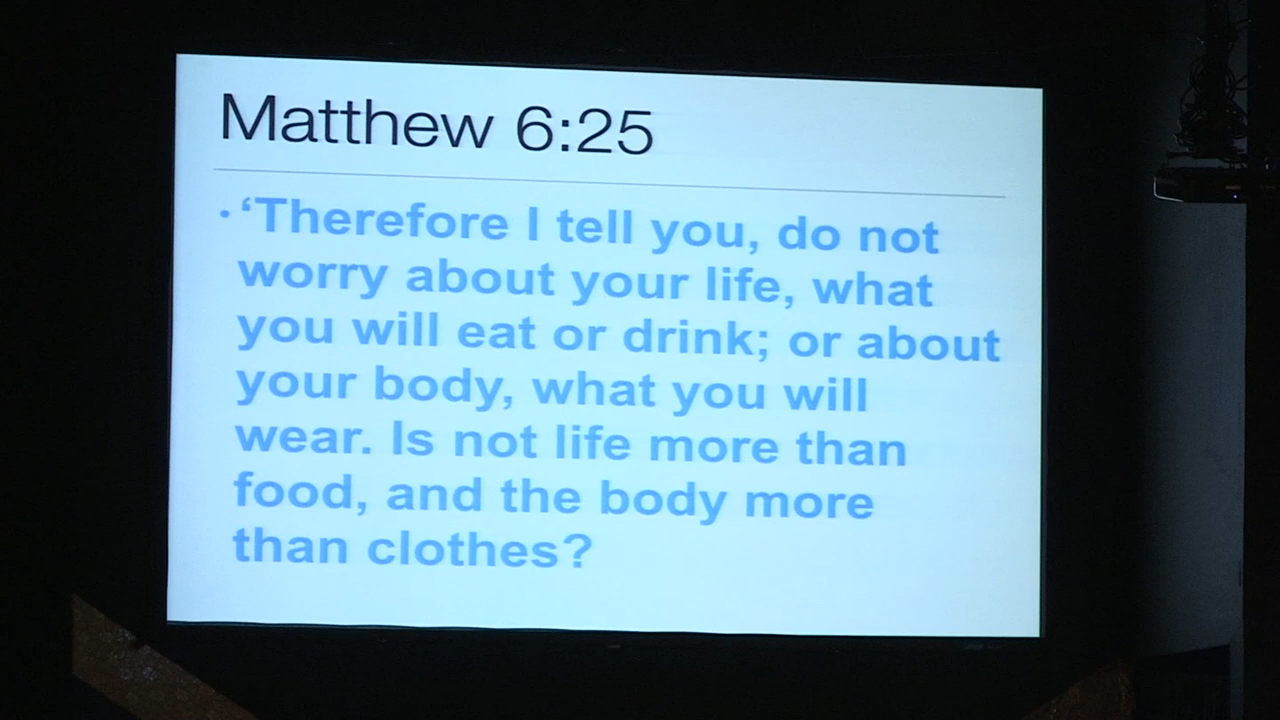 Matthew 6:25
· ‘Therefore I tell you, do not
worry about your life, what
you will eat or drink; or about
your body, what you will
wear. Is not life more than
food, and the body more
than clothes?